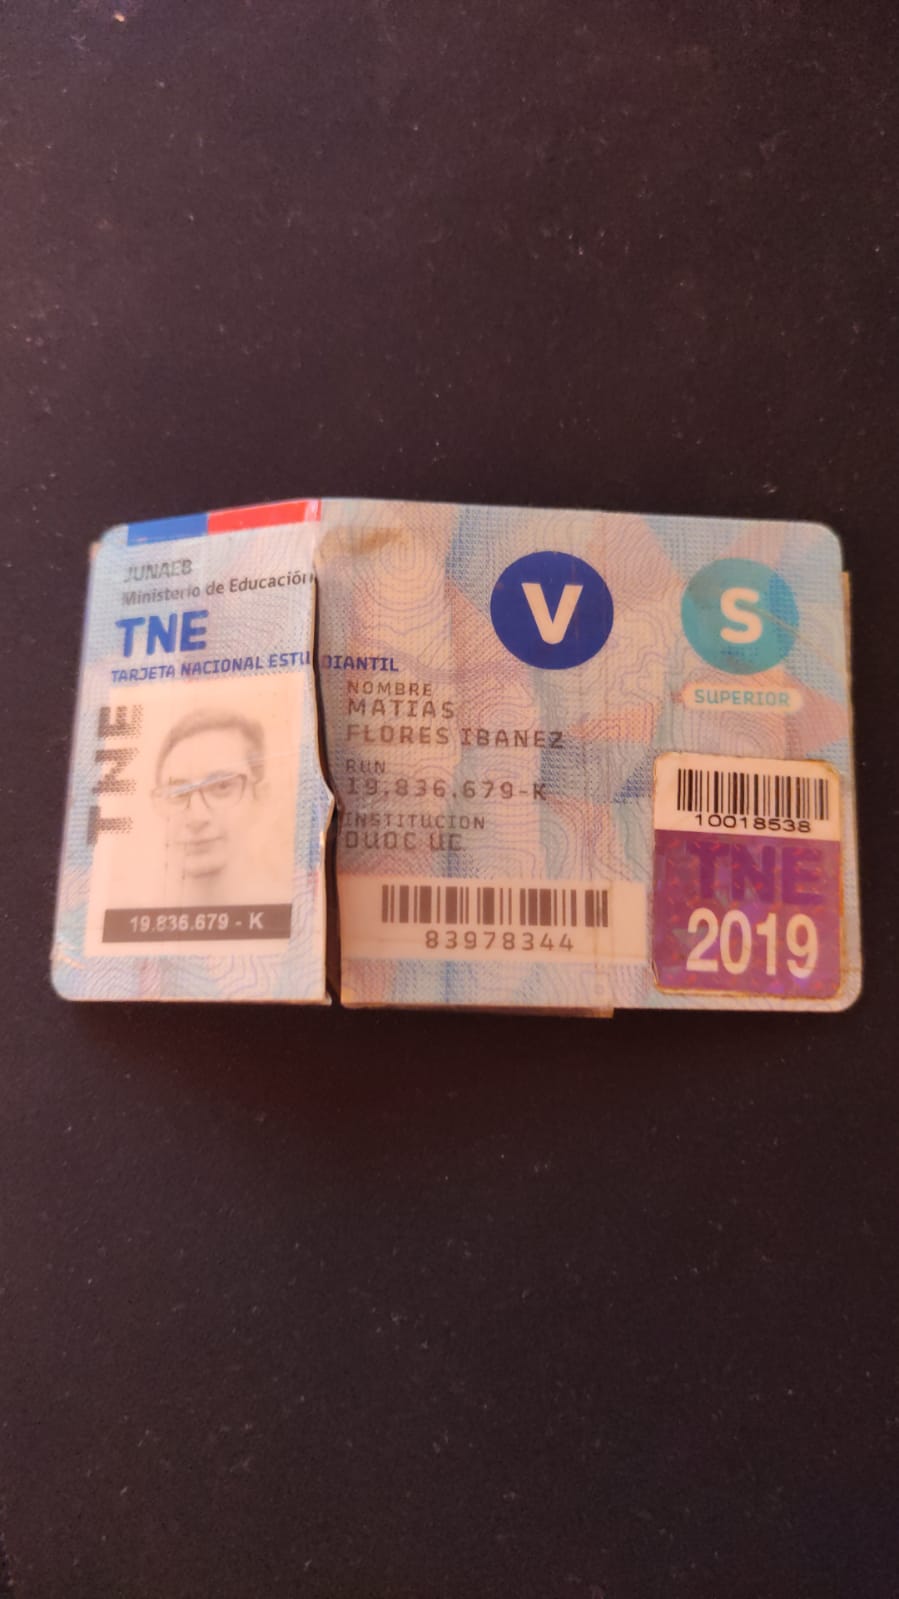 JUNAEB
Ministerio de Educación
TNE
TARJETA NACIONAL ESTUDIANTIL
TNE
19.836.679 - K
NOMBRE
MATIAS
FLORES IBANEZ
RUN
19.836.679-K
INSTITUCION
DUOC UC
83978344
V
S
SUPERIOR
10018538
TNE
2019